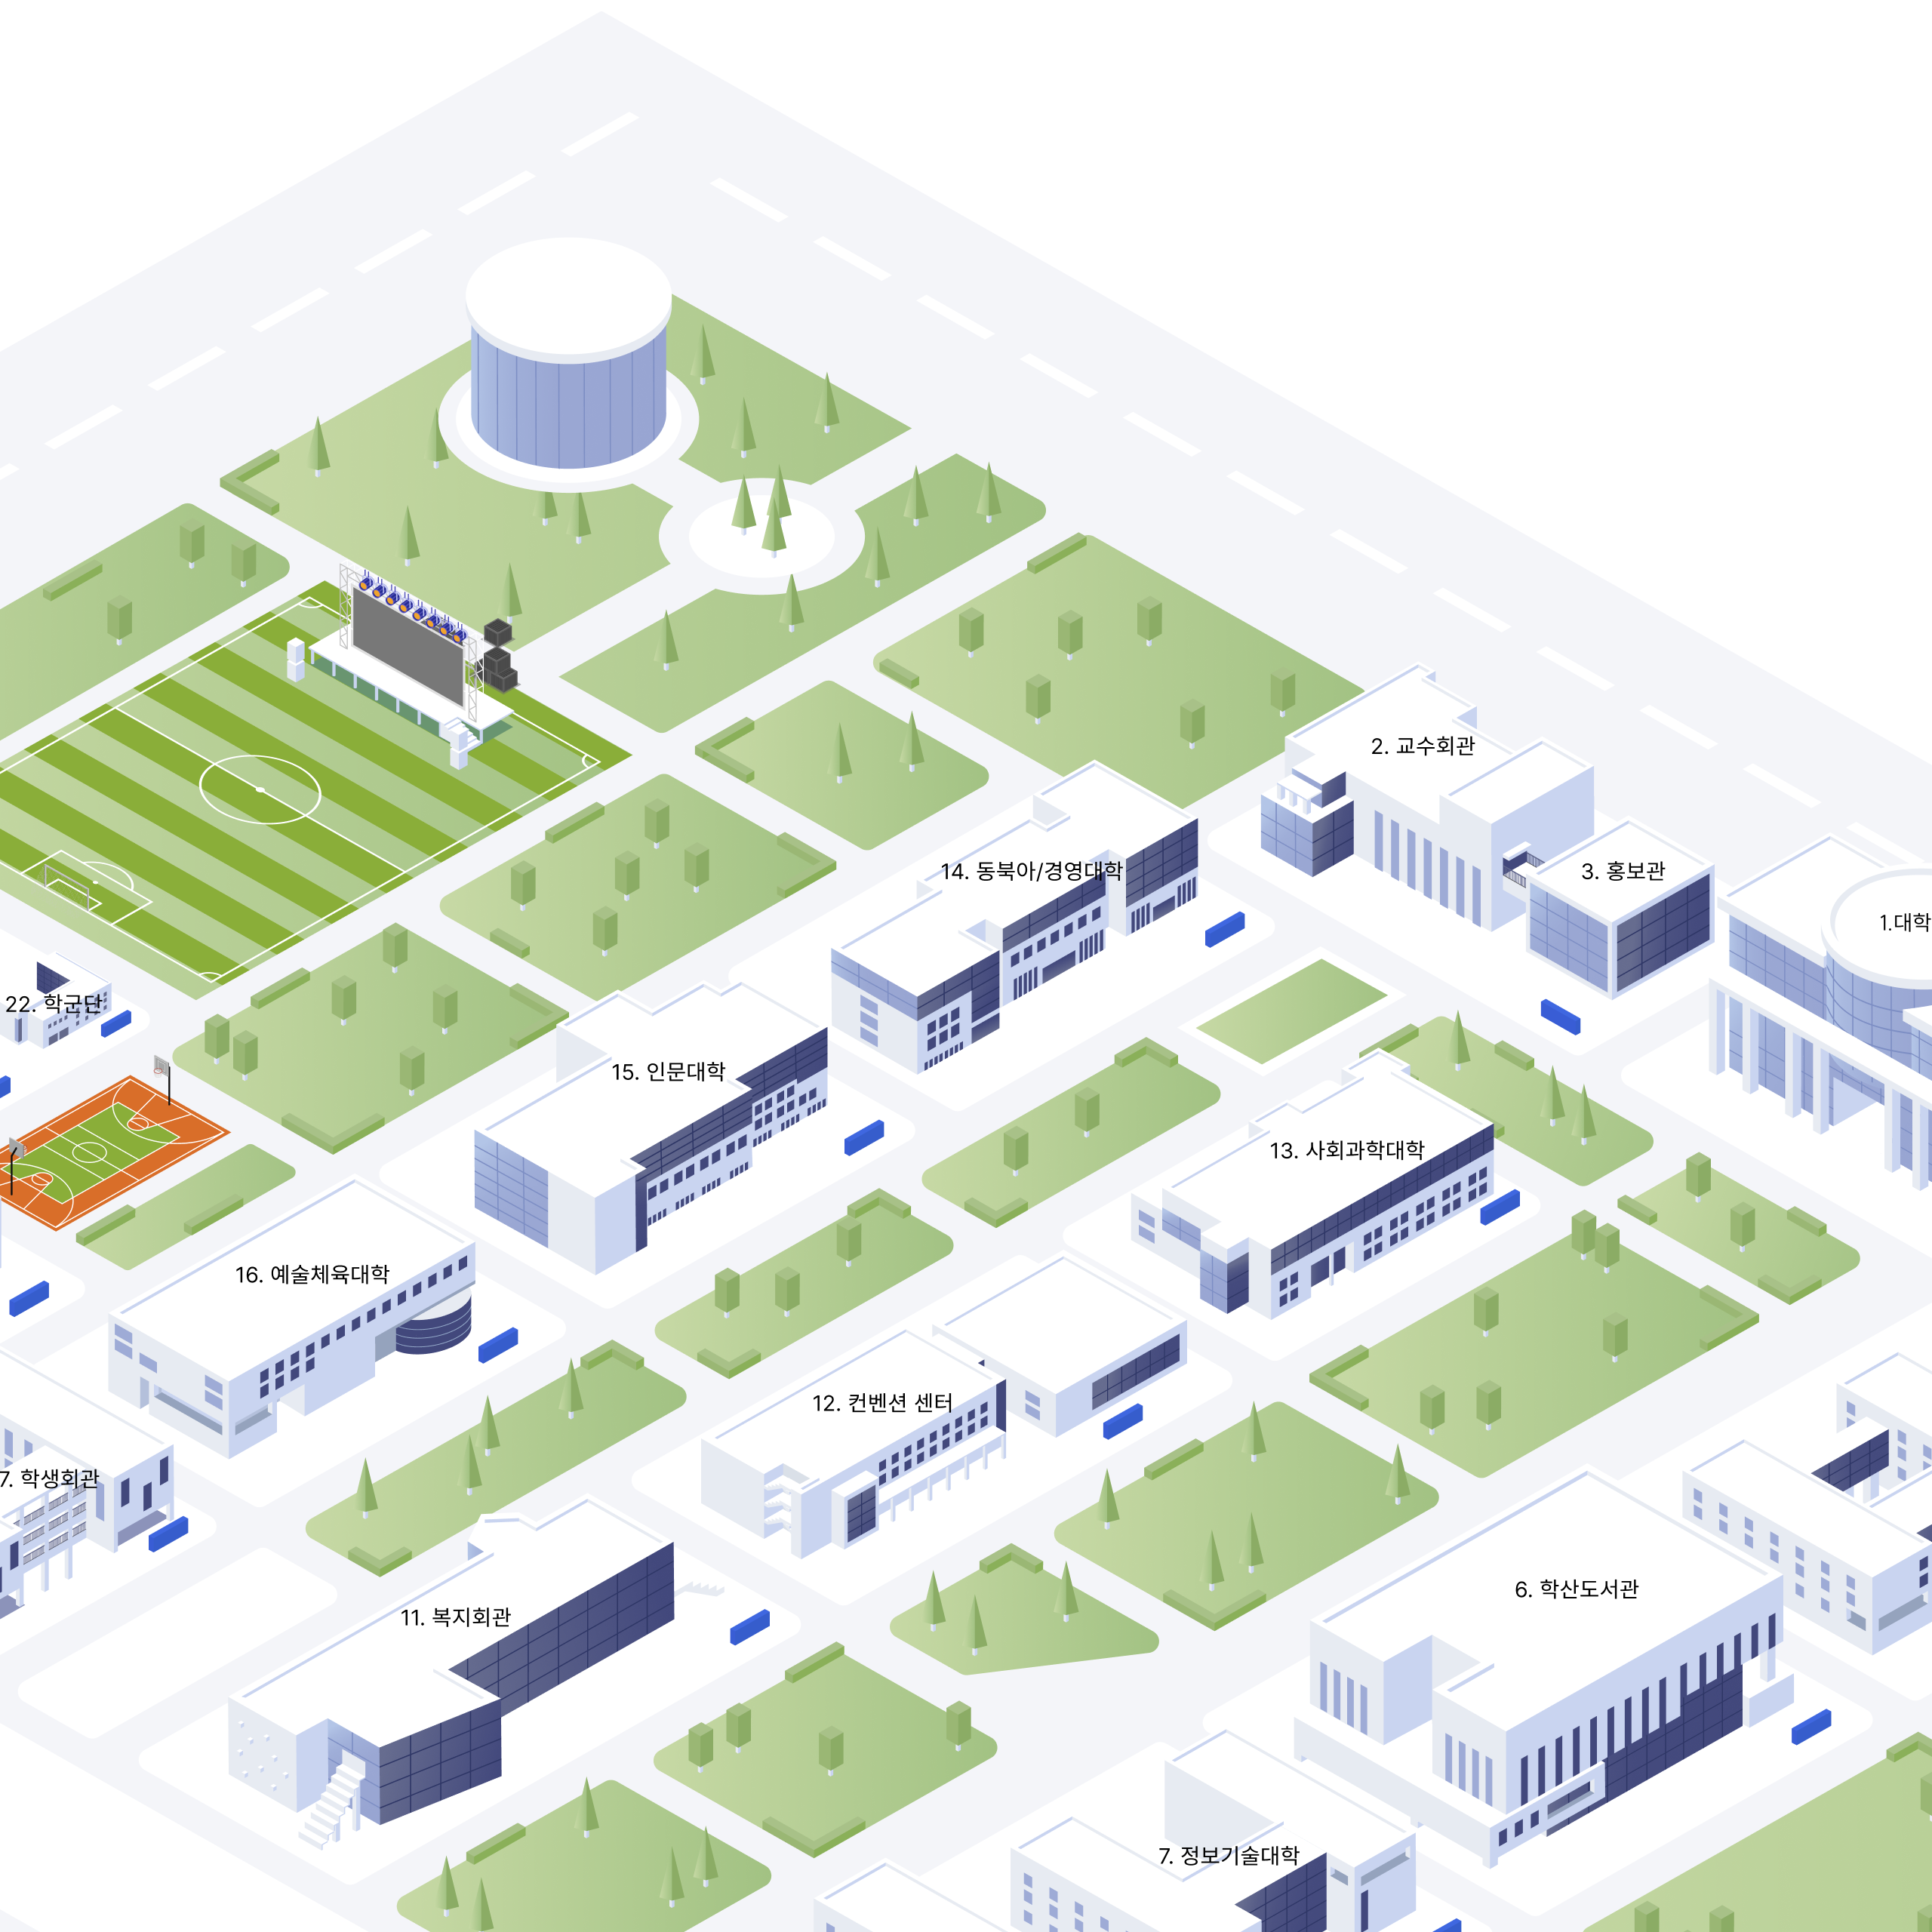 2. 교수회관
3. 홍보관
14. 동북아/경영대학
1.대학
22. 학군단
15. 인문대학
13. 사회과학대학
16. 예술체육대학
12. 컨벤션 센터
7. 학생회관
6. 학산도서관
11. 복지회관
7. 정보기술대학